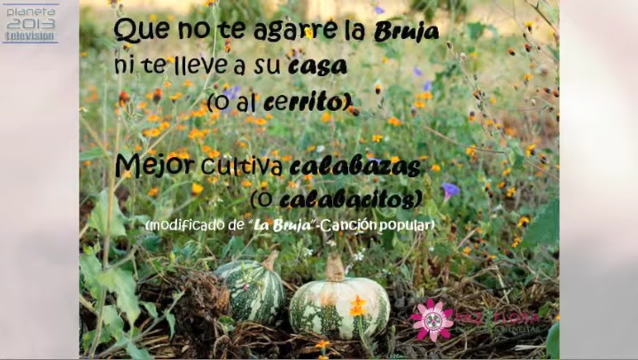 planeta
2013
televisión
Que no te agarre la Bruja
ni te lleve a su casa
(o al cerrito)
Mejor cultiva calabazas
(o calabacitos)
(modificado de "La Bruja"-Canción popular)